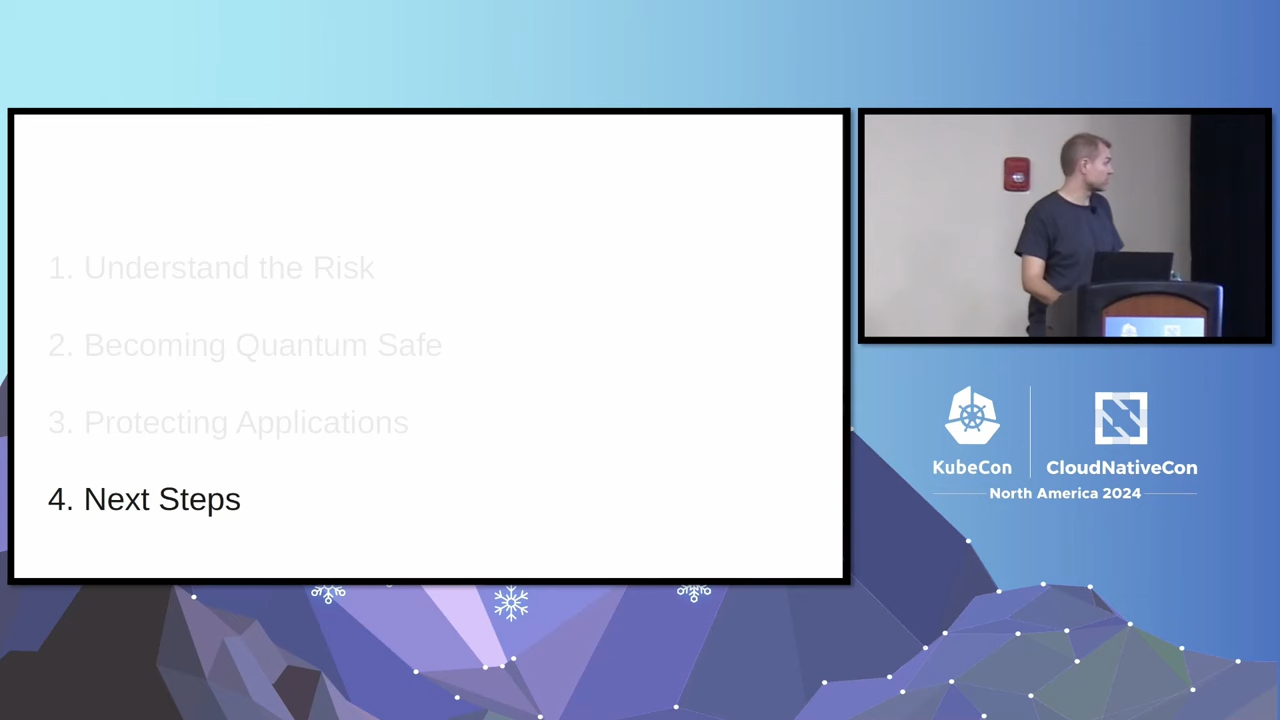 1. Understand the Risk
2. Becoming Quantum Safe
3. Protecting Applications
4. Next Steps
KubeCon
CloudNativeCon
North America 2024